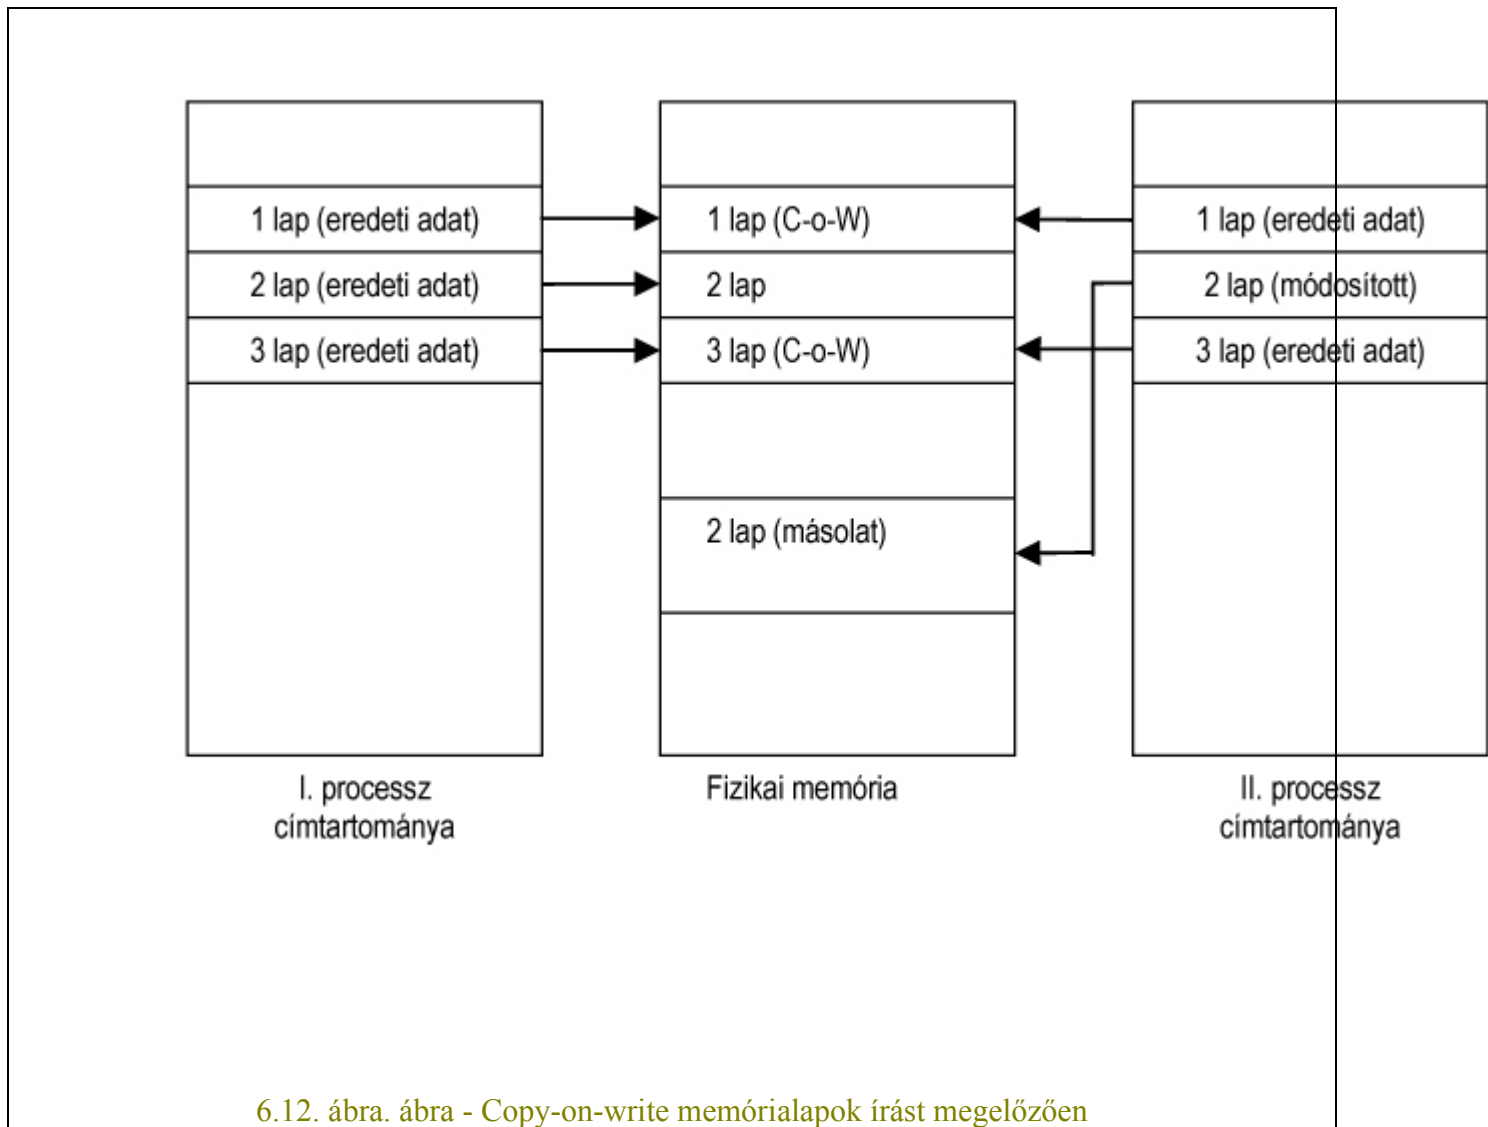 1 lap (eredeti adat)
2 lap (eredeti adat)
3 lap (eredeti adat)
I. processz
címtartománya
1 lap (C-o-W)
2 lap
3 lap (C-o-W)
2 lap (másolat)
Fizikai memória
1 lap (eredeti adat)
2 lap (módosított)
3 lap (eredeti adat)
II. processz
címtartománya
6.12. ábra. ábra - Copy-on-write memórialapok írást megelőzően